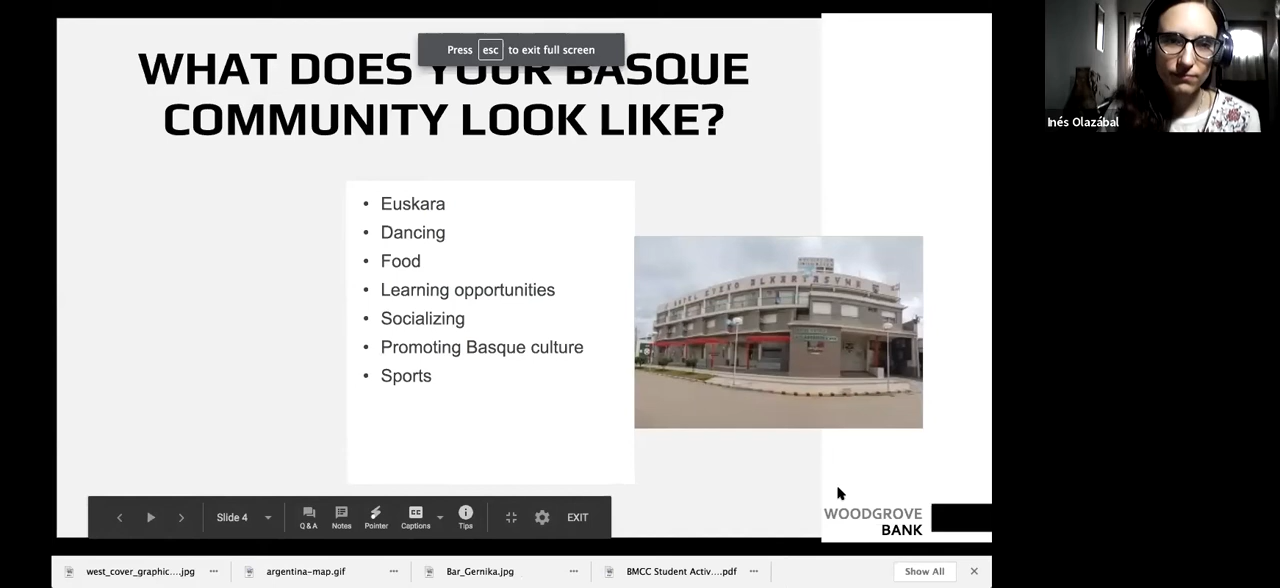 Press esc to exit full screen
WHAT DOES YOUR BASQUE
COMMUNITY LOOK LIKE?
Inés Olazábal
• Euskara
• Dancing
• Food
• Learning opportunities
• Socializing
• Promoting Basque culture
• Sports
WOODGROVE
BANK
Slide 4
Q & A
Notes
Pointer
Captions
Tips
EXIT
west_cover_graphic....jpg
argentina-map.gif
Bar_Gernika.jpg
BMCC Student Activ....pdf
Show All